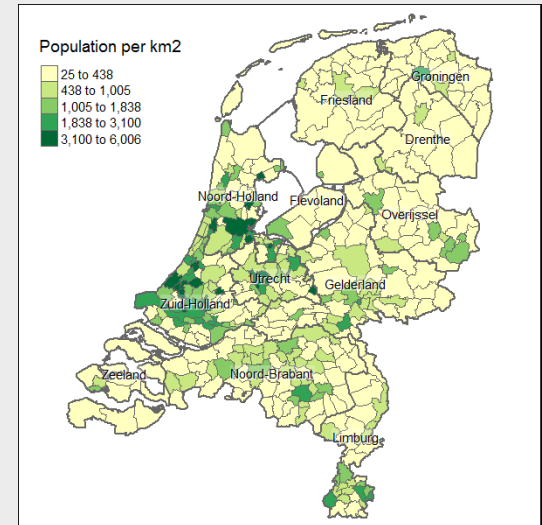 Population per km2
25 to 438
438 to 1,005
1,005 to 1,838
1,838 to 3,100
3,100 to 6,006
Groningen
Friesland
Drenthe
Noord-Holland
Flevoland
Overijssel
Utrecht
Gelderland
Zuid-Holland
Zeeland
Noord-Brabant
Limburg